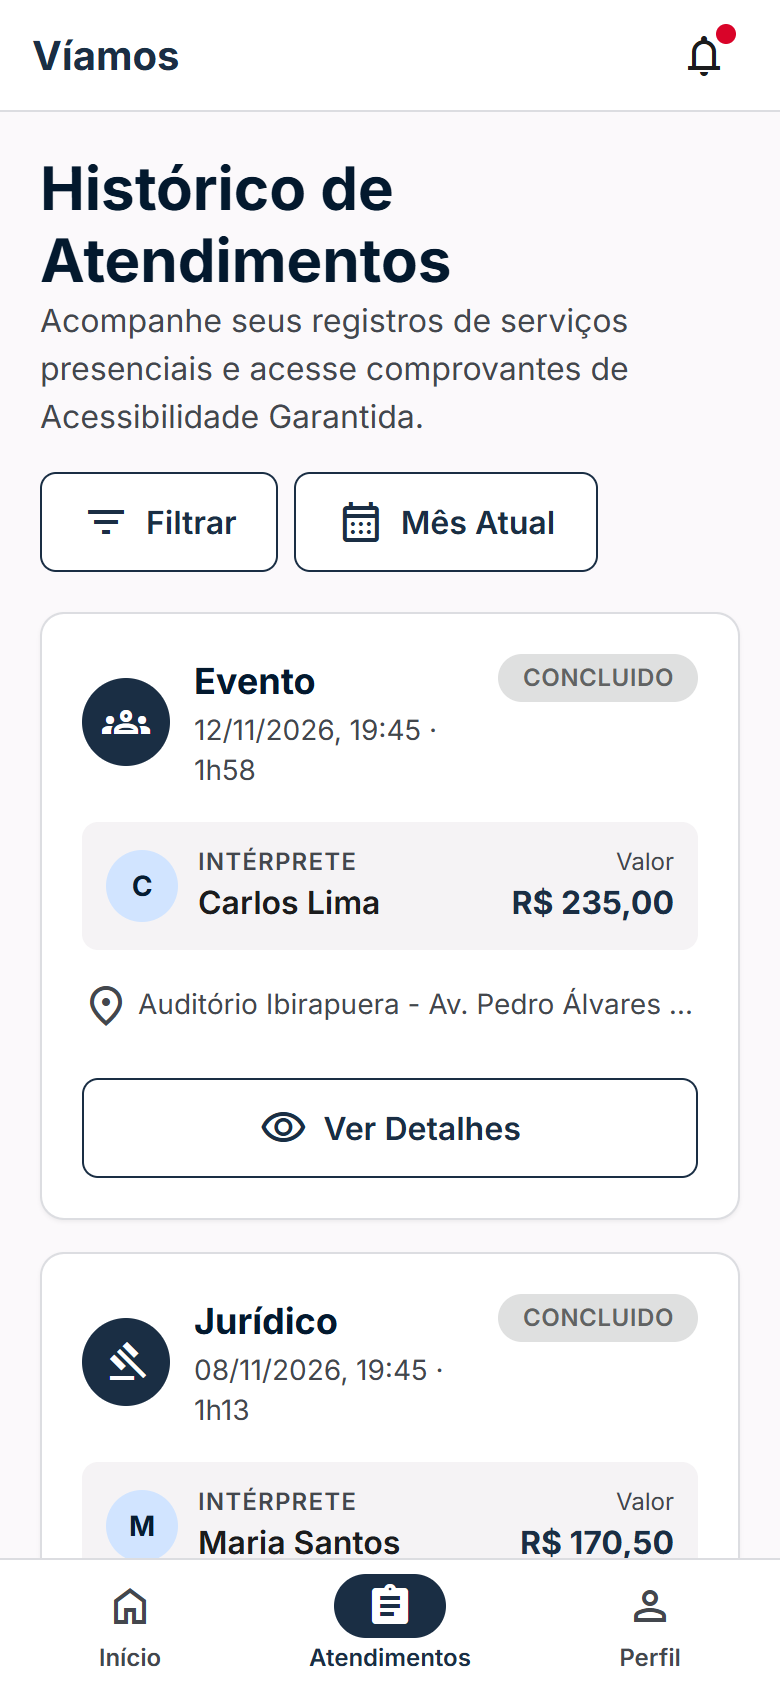 Víamos
Histórico de
Atendimentos
Acompanhe seus registros de serviços
presenciais e acesse comprovantes de
Acessibilidade Garantida.
Filtrar
Mês Atual
Evento
CONCLUIDO
12/11/2026, 19:45 ·
1h58
C
INTÉRPRETE
Carlos Lima
Valor
R$ 235,00
Auditório Ibirapuera - Av. Pedro Álvares ...
Ver Detalhes
Jurídico
CONCLUIDO
08/11/2026, 19:45 ·
1h13
M
INTÉRPRETE
Maria Santos
Valor
R$ 170,50
Início
Atendimentos
Perfil